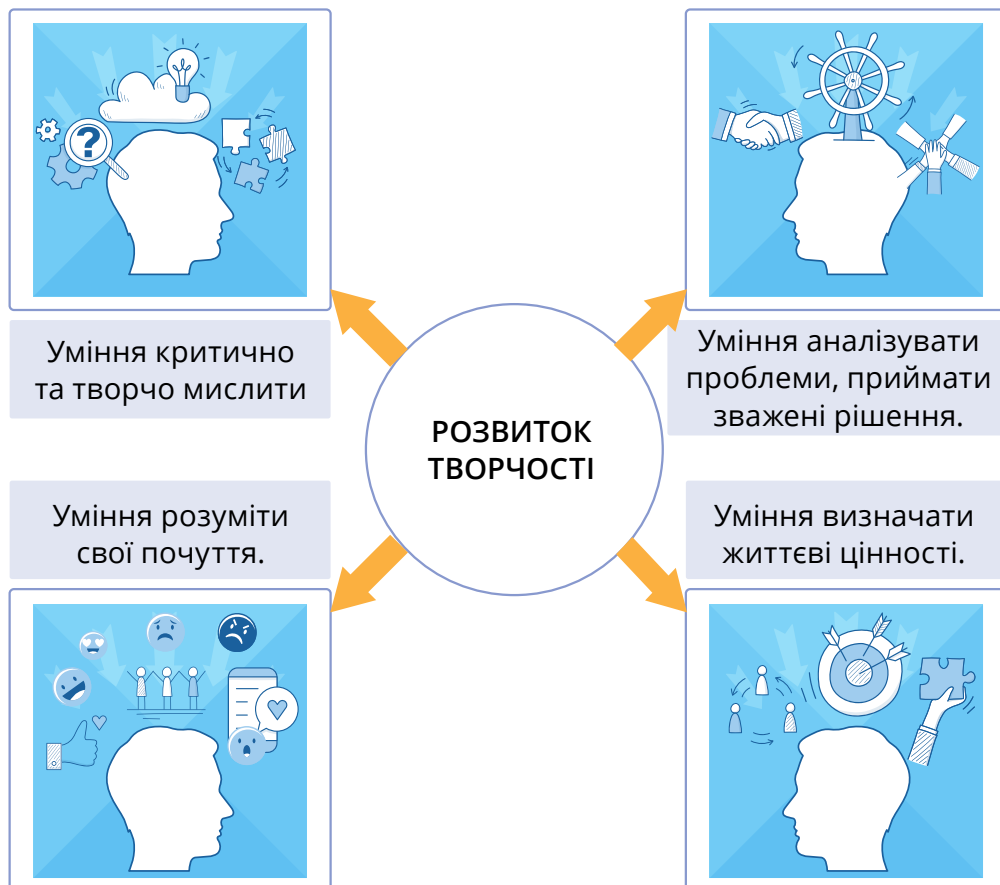 Уміння критично
та творчо мислити
Уміння аналізувати
проблеми, приймати
зважені рішення.
РОЗВИТОК
ТВОРЧОСТІ
Уміння розуміти
свої почуття.
Уміння визначати
життєві цінності.
?